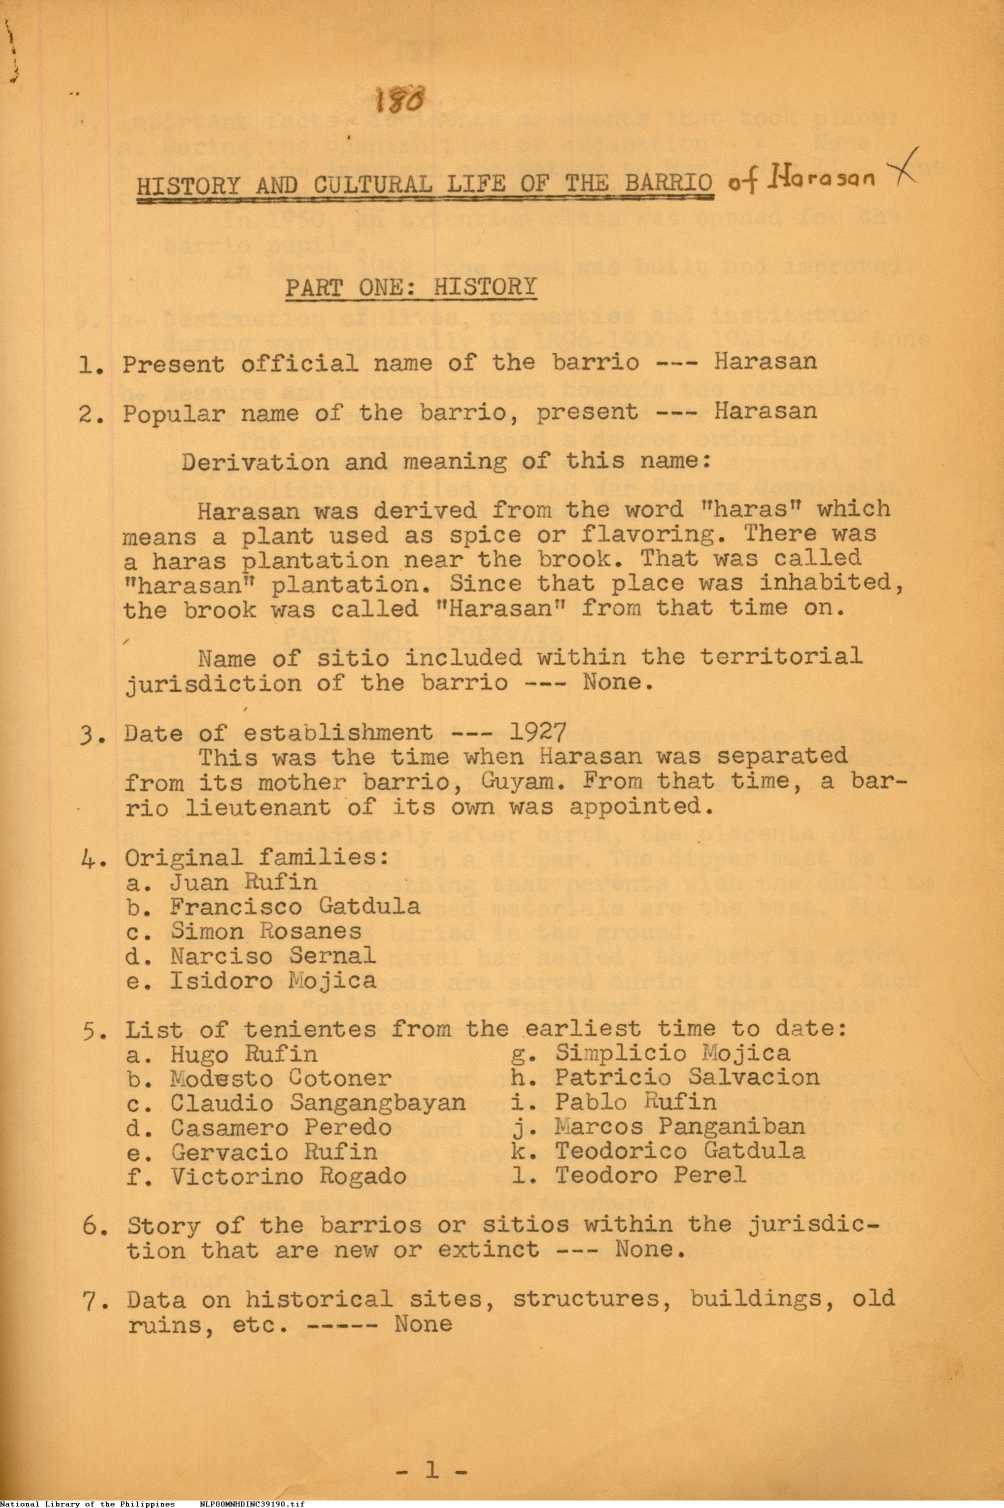 180
HISTORY AND CULTURAL LIFE OF THE BARRIO of Harasan X
PART ONE: HISTORY
1. Present official name of the barrio --- Harasan
2. Popular name of the barrio, present --- Harasan
Derivation and meaning of this name:
Harasan was derived from the word "haras" which
means a plant used as spice or flavoring. There was
a haras plantation near the brook. That was called
"harasan" plantation. Since that place was inhabited,
the brook was called "Harasan" from that time on.
Name of sitio included within the territorial
jurisdiction of the barrio --- None.
3. Date of establishment --- 1927
This was the time when Harasan was separated
from its mother barrio, Guyam. From that time, a bar-
rio lieutenant of its own was appointed.
4. Original families:
a. Juan Rufin
b. Francisco Gatdula
c. Simon Rosanes
d. Narciso Sernal
e. Isidoro Mojica
5. List of tenientes from the earliest time to date:
a. Hugo Rufin g. Simplicio Mojica
b. Modesto Cotoner h. Patricio Salvacion
c. Claudio Sangangbayan i. Pablo Rufin
d. Casamero Peredo j. Marcos Panganiban
e. Gervacio Rufin k. Teodorico Gatdula
f. Victorino Rogado l. Teodoro Perel
6. Story of the barrios or sitios within the jurisdic-
tion that are new or extinct --- None.
7. Data on historical sites, structures, buildings, old
ruins, etc. ----- None
- 1 -
National Library of the Philippines NLP00MNHDINC39190.tif